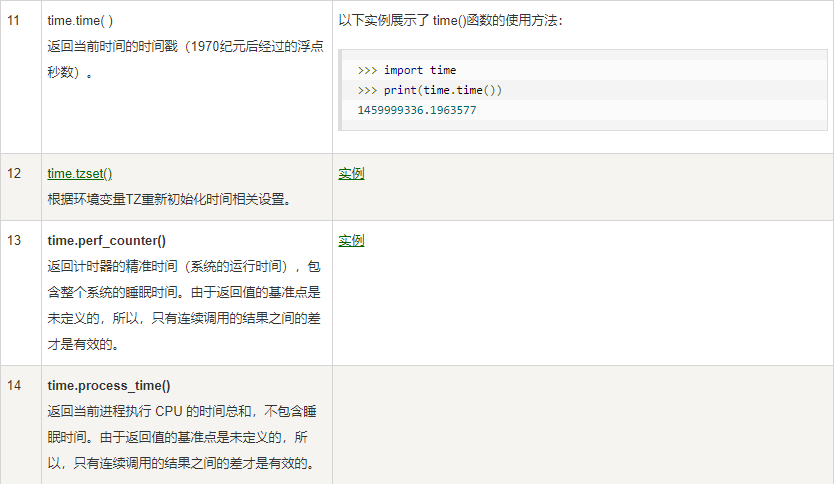 11
time.time( )
返回当前时间的时间戳（1970纪元后经过的浮点
秒数）。
以下实例展示了 time()函数的使用方法：
>>> import time
>>> print(time.time())
1459999336.1963577
12
time.tzset()
根据环境变量TZ重新初始化时间相关设置。
实例
13
time.perf_counter()
返回计时器的精准时间（系统的运行时间），包
含整个系统的睡眠时间。由于返回值的基准点是
未定义的，所以，只有连续调用的结果之间的差
才是有效的。
实例
14
time.process_time()
返回当前进程执行 CPU 的时间总和，不包含睡
眠时间。由于返回值的基准点是未定义的，所
以，只有连续调用的结果之间的差才是有效的。